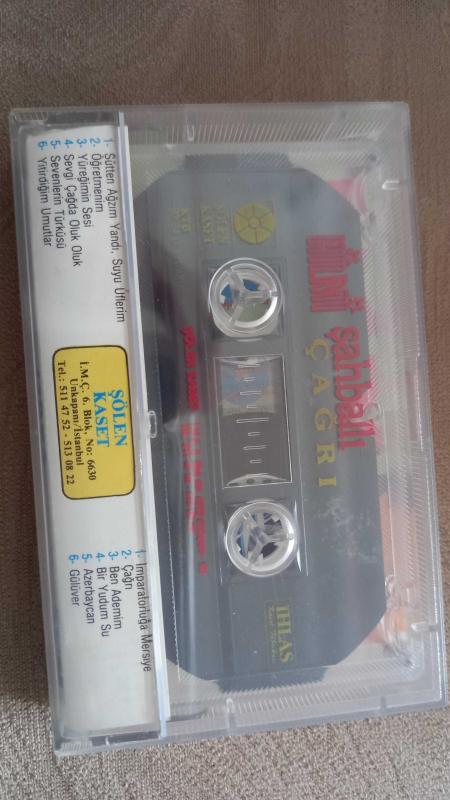 1- Sütten Ağzım Yandı, Suyu Üflerim
2- Öğretmenim
3- Yüreğimin Sesi
4- Sevgi Çağda Oluk Oluk
5- Sevenlerin Türküsü
6- Yitirdiğim Umutlar
ŞÖLEN
KASET
İ.M.Ç. 6. Blok, No: 6630
Unkapanı/İstanbul
Tel.: 511 47 52 - 513 08 22
1- İmparatorluğa Mersiye
2- Çağrı
3- Ben Ademim
4- Bir Yudum Su
5- Azerbaycan
6- Gülüver
şahballı
ÇAĞRI
KASET
İHLAS